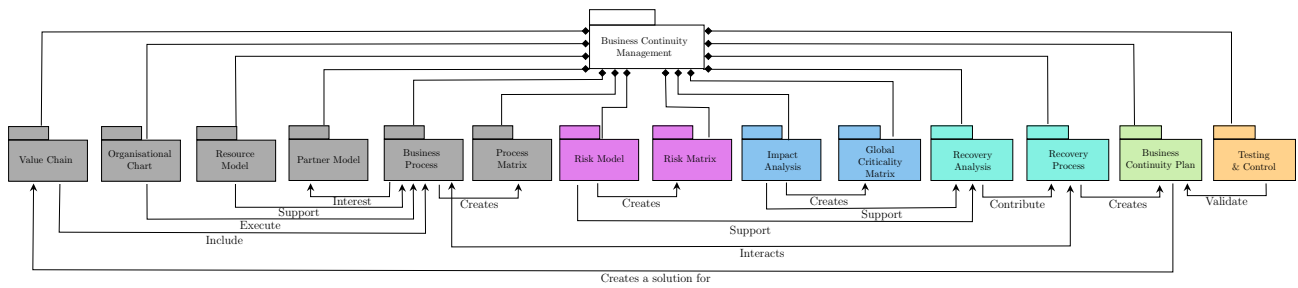 Business Continuity
Management
Value Chain
Organisational
Chart
Resource
Model
Partner Model
Business
Process
Process
Matrix
Risk Model
Risk Matrix
Impact
Analysis
Global
Criticality
Matrix
Recovery
Analysis
Recovery
Process
Business
Continuity Plan
Testing
& Control
Interest
Creates
Creates
Creates
Contribute
Creates
Validate
Support
Support
Execute
Support
Include
Interacts
Creates a solution for